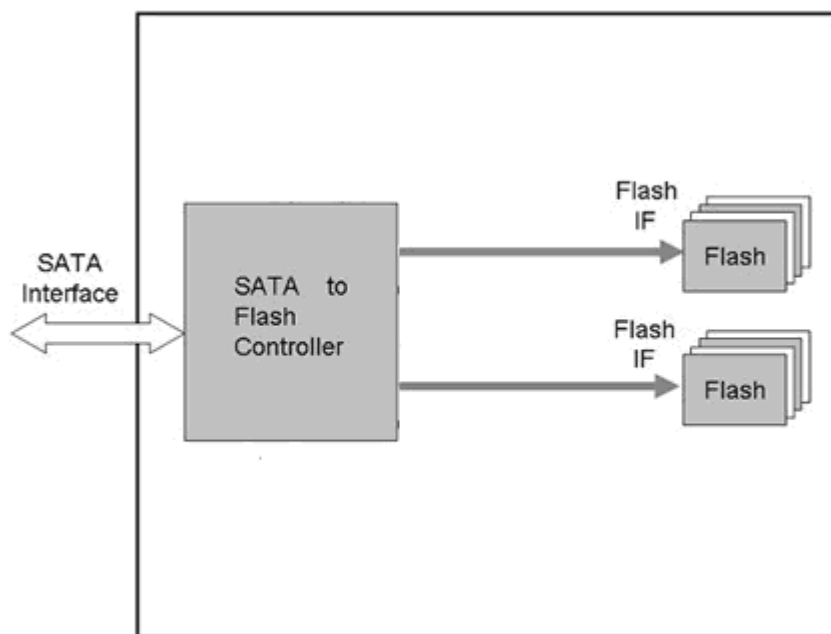 SATA
Interface
SATA to
Flash
Controller
Flash
IF
Flash
Flash
IF
Flash